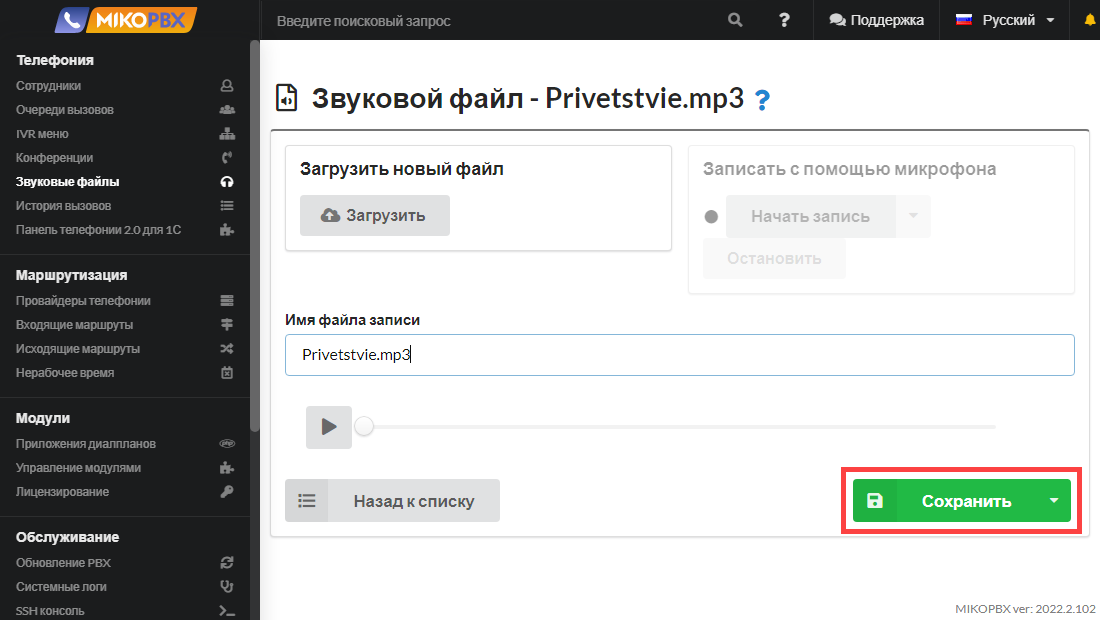 MIKOPBX
Введите поисковый запрос
?
Поддержка
Русский
Телефония
Сотрудники
Очереди вызовов
IVR меню
Конференции
Звуковые файлы
История вызовов
Панель телефонии 2.0 для 1С
Маршрутизация
Провайдеры телефонии
Входящие маршруты
Исходящие маршруты
Нерабочее время
Модули
Приложения диалпланов
Управление модулями
Лицензирование
Обслуживание
Обновление PBX
Системные логи
SSH консоль
Звуковой файл - Privetstvie.mp3 ?
Загрузить новый файл
Загрузить
Записать с помощью микрофона
Начать запись
Остановить
Имя файла записи
Privetstvie.mp3
Назад к списку
Сохранить
MIKOPBX ver: 2022.2.102